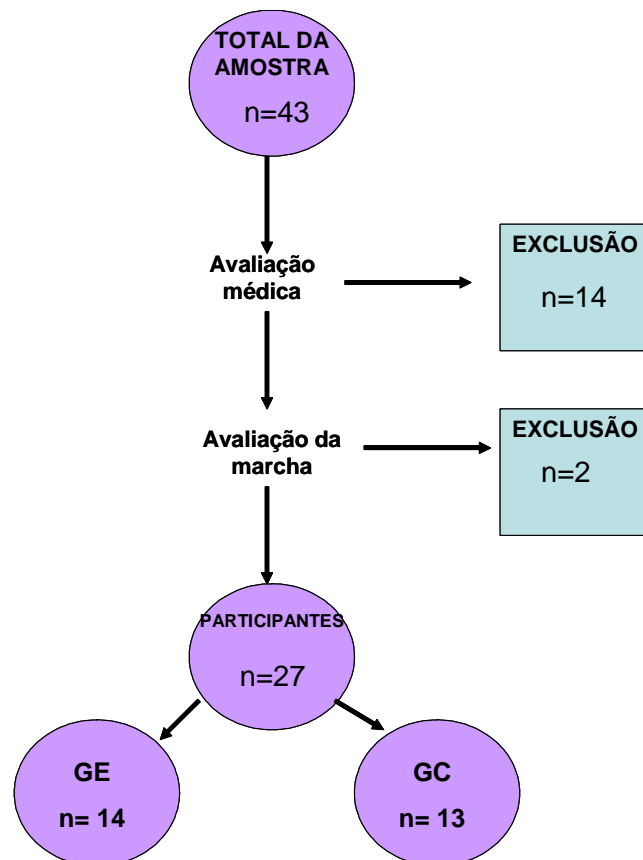 TOTAL DA
AMOSTRA
n=43
Avaliação
médica
EXCLUSÃO
n=14
Avaliação da
marcha
EXCLUSÃO
n=2
PARTICIPANTES
n=27
GE
n= 14
GC
n= 13